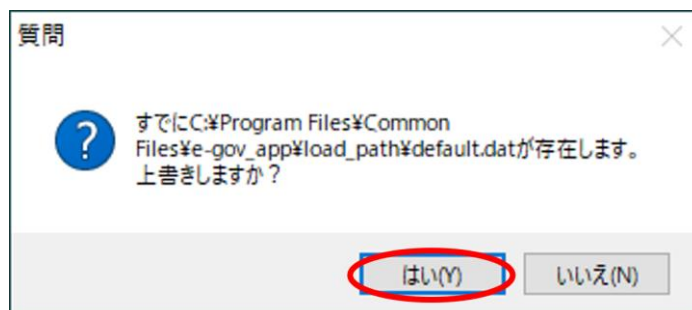 質問
すでにC:¥Program Files¥Common
Files¥e-gov_app¥load_path¥default.datが存在します。
上書きしますか？
はい(Y)
いいえ(N)